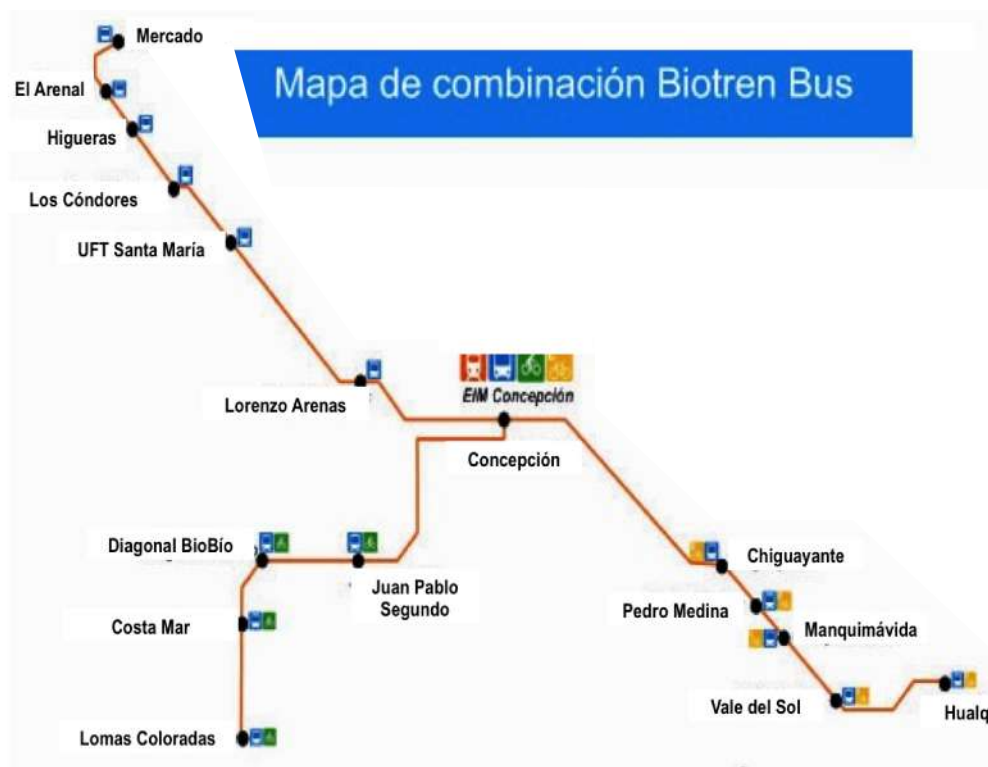 Mercado
Mapa de combinación Biotren Bus
El Arenal
Higueras
Los Cóndores
UFT Santa María
Lorenzo Arenas
EIM Concepción
Concepción
Diagonal BioBío
Juan Pablo
Segundo
Chiguayante
Pedro Medina
Manquimávida
Costa Mar
Vale del Sol
Hualq
Lomas Coloradas